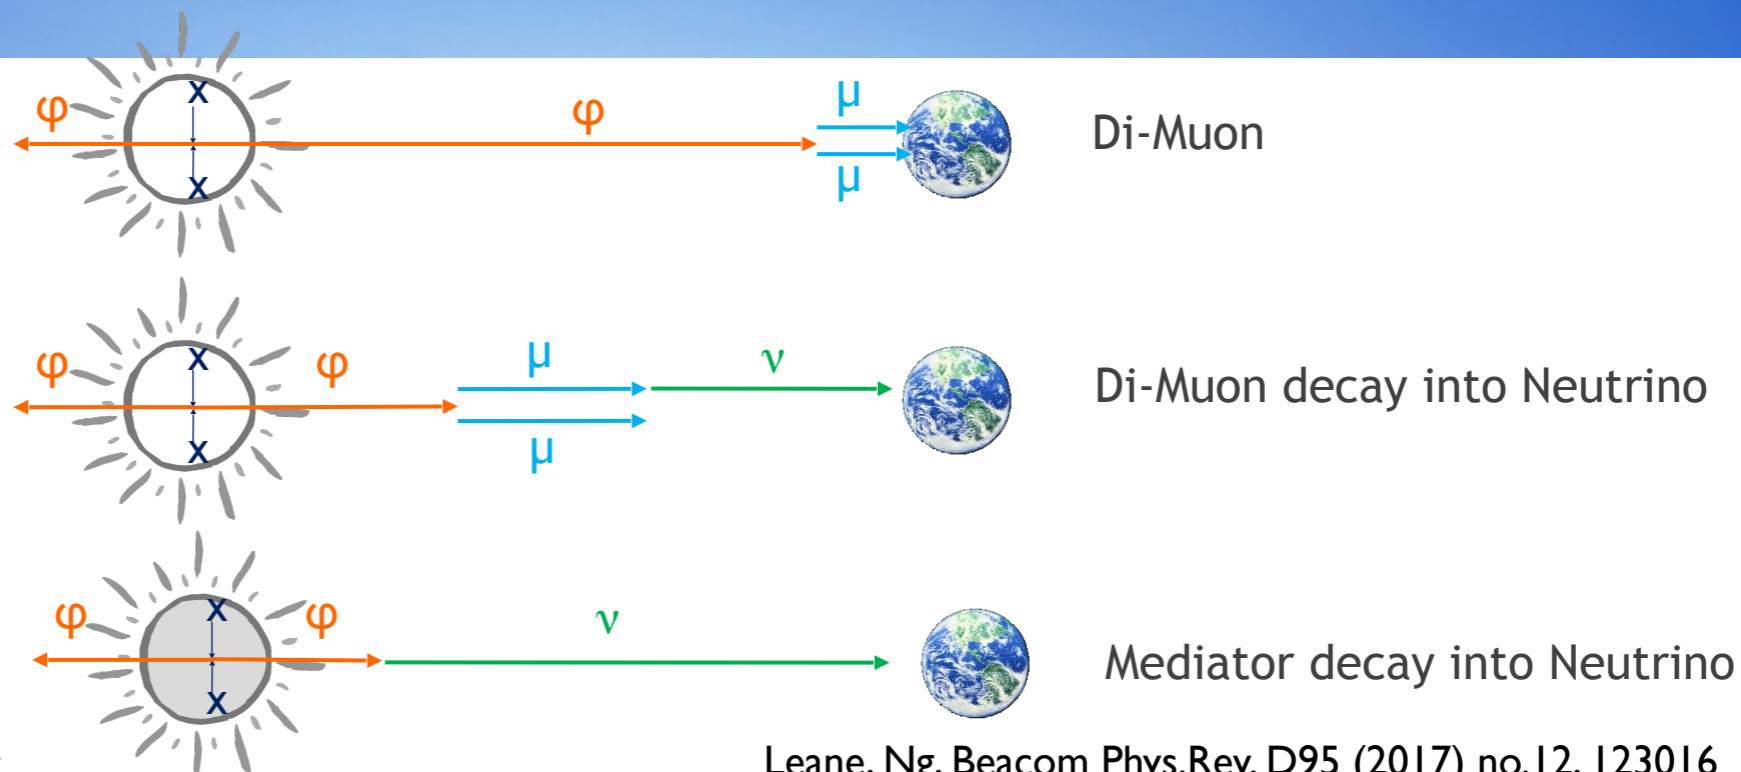 φ x φ μ
Di-Muon
x μ
φ x φ μ ν
Di-Muon decay into Neutrino
x μ
φ x φ ν
Mediator decay into Neutrino
x
Leane, Ng, Beacom Phys.Rev. D95 (2017) no.12, 123016